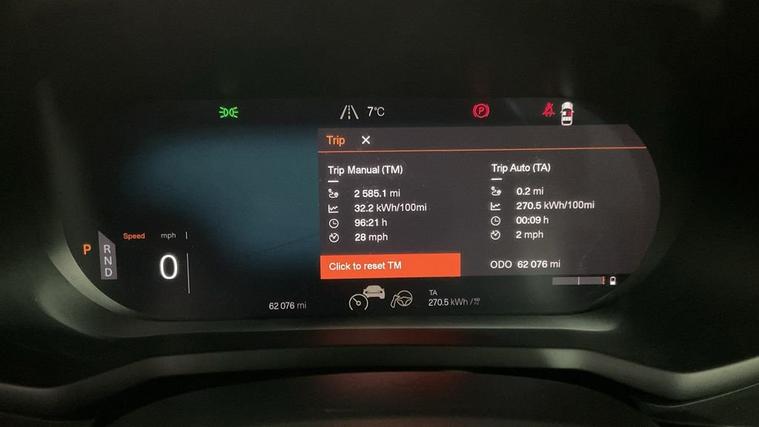 7°C
P
Trip ×
Trip Manual (TM)
2 585.1 mi
32.2 kWh/100mi
96:21 h
28 mph
Click to reset TM
Trip Auto (TA)
0.2 mi
270.5 kWh/100mi
00:09 h
2 mph
ODO 62 076 mi
Speed mph
P
R
N
D
0
62 076 mi
TA
270.5 kWh /